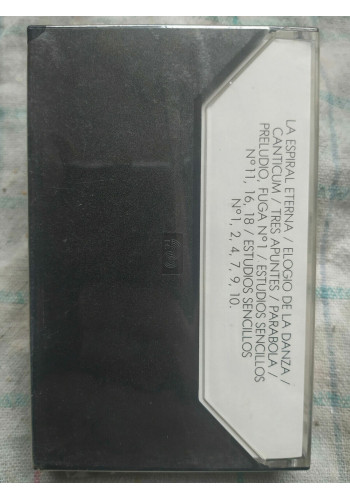 LA ESPIRAL ETERNA / ELOGIO DE LA DANZA /
CANTICUM / TRES APUNTES / PARABOLA /
PRELUDIO, FUGA Nº1 / ESTUDIOS SENCILLOS
Nº11, 16, 18 / ESTUDIOS SENCILLOS
Nº1, 2, 4, 7, 9, 10.